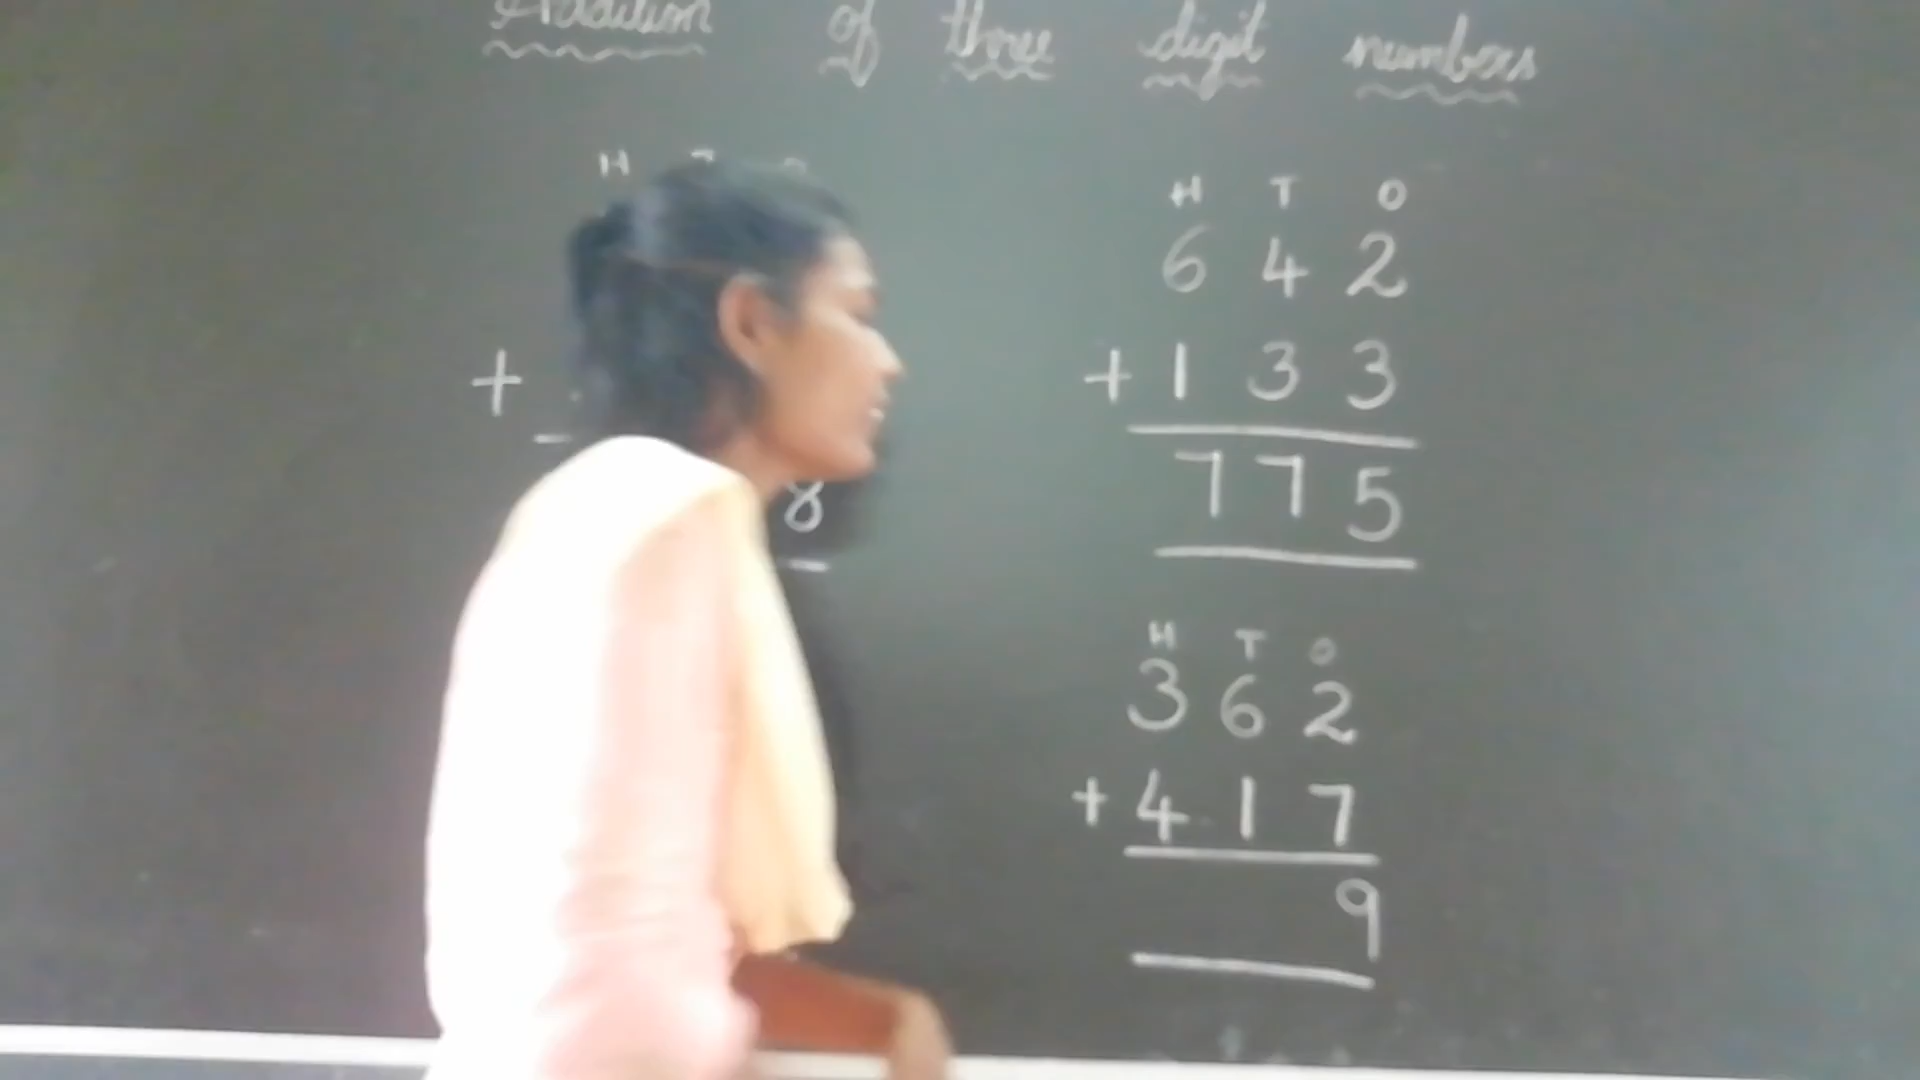 Addition of three digit numbers
H
+
8
H T O
6 4 2
+ 1 3 3
7 7 5
H T O
3 6 2
+ 4 1 7
9